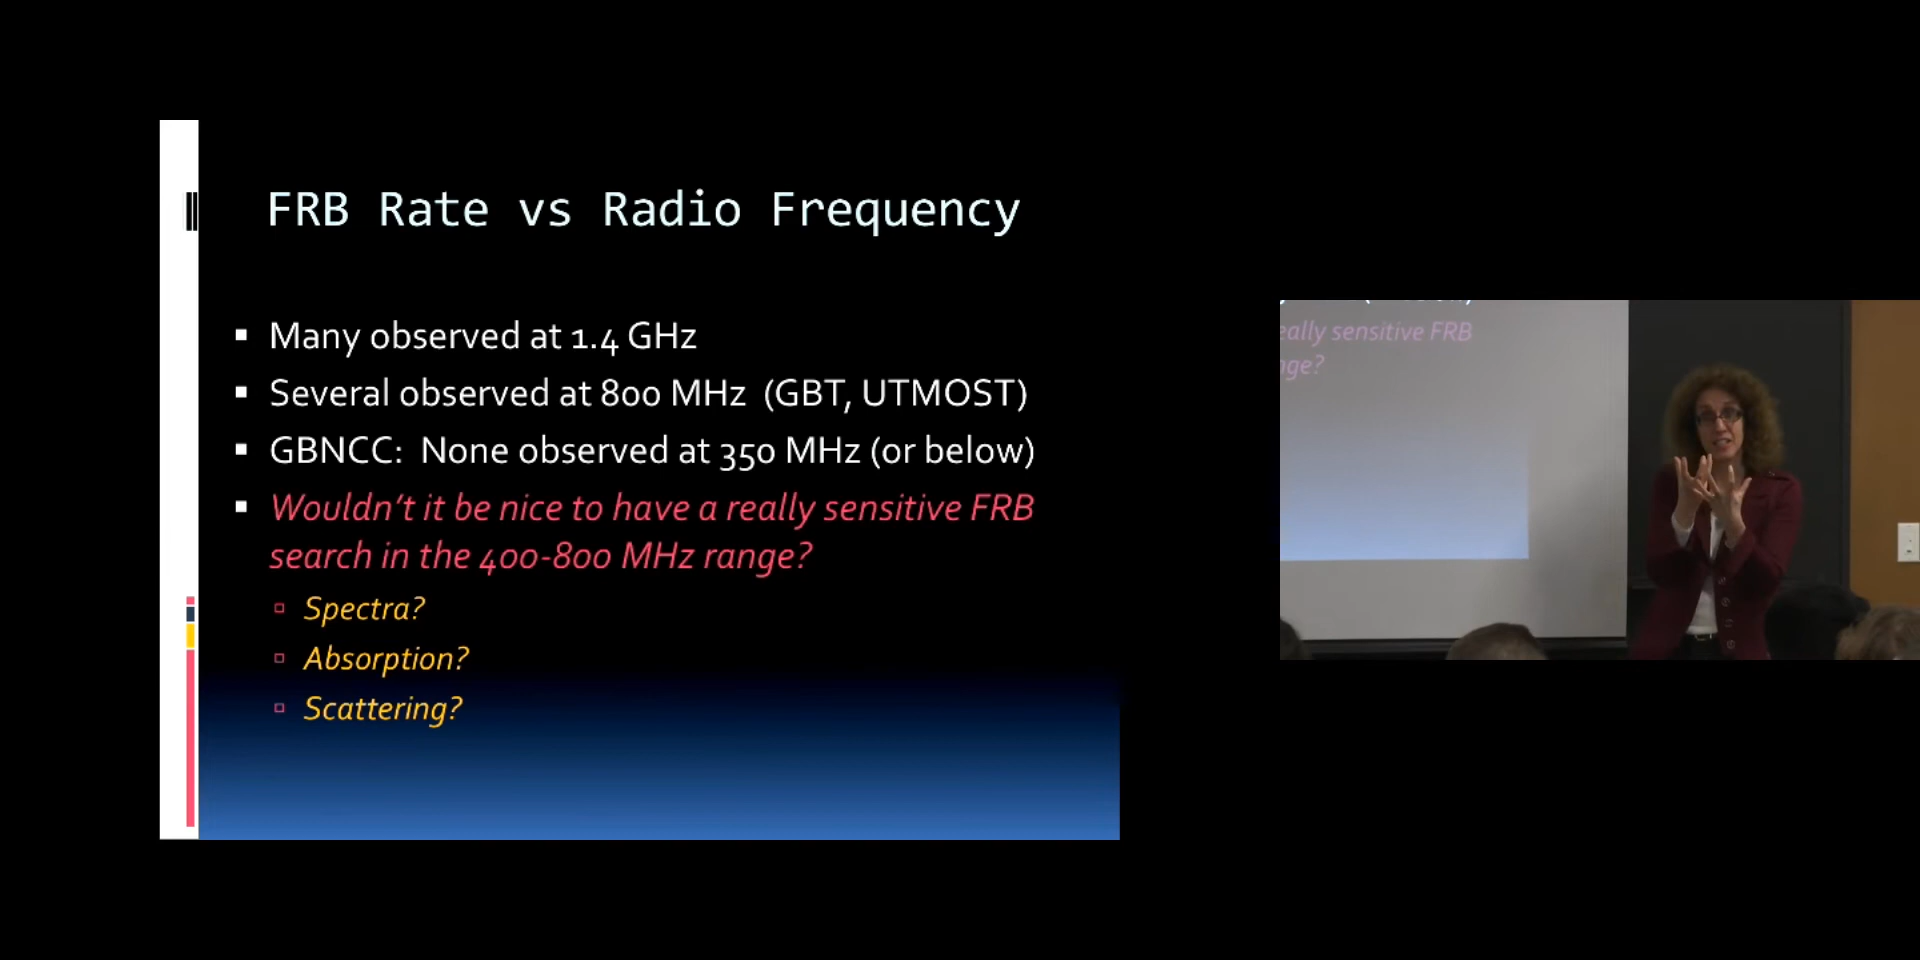 FRB Rate vs Radio Frequency
Many observed at 1.4 GHz
Several observed at 800 MHz (GBT, UTMOST)
GBNCC: None observed at 350 MHz (or below)
Wouldn't it be nice to have a really sensitive FRB
search in the 400-800 MHz range?
Spectra?
Absorption?
Scattering?
eally sensitive FRB
nge?